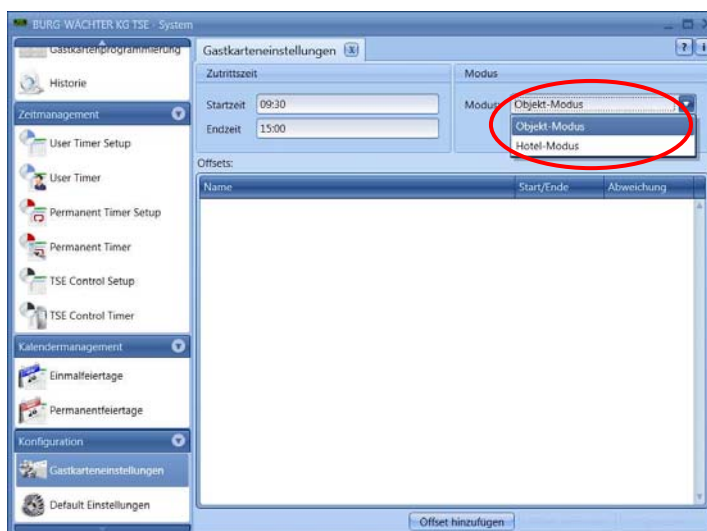 BURG-WÄCHTER KG TSE - System
Gastkartenprogrammierung
Historie
Zeitmanagement
User Timer Setup
User Timer
Permanent Timer Setup
Permanent Timer
TSE Control Setup
TSE Control Timer
Kalendermanagement
Einmalfeiertage
Permanentfeiertage
Konfiguration
Gastkarteneinstellungen
Default Einstellungen
Gastkarteneinstellungen x
? i
Zutrittszeit
Startzeit 09:30
Endzeit 15:00
Modus
Modus: Objekt-Modus
Objekt-Modus
Hotel-Modus
Offsets:
Name Start/Ende Abweichung
Offset hinzufügen